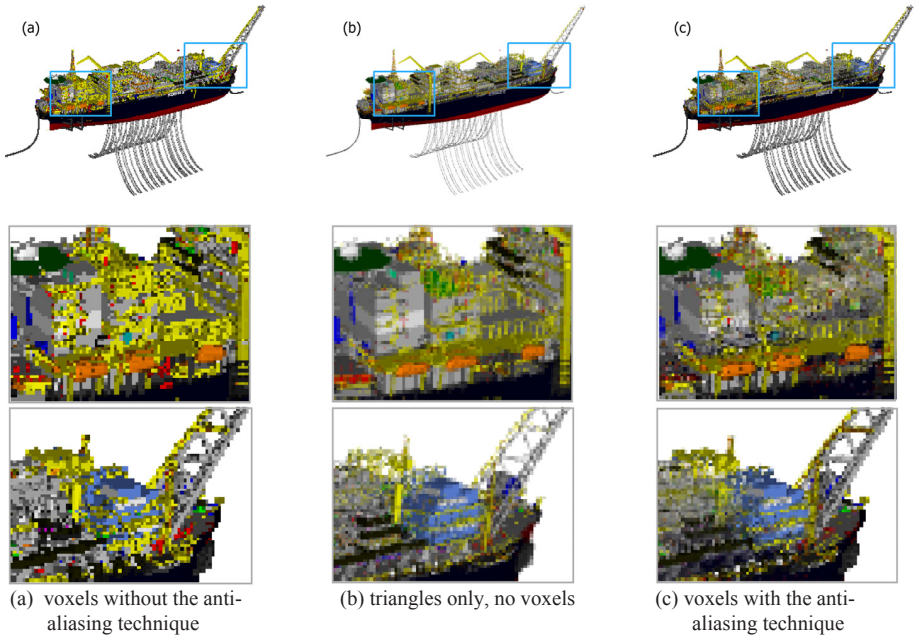 (a)
(b)
(c)
(a) voxels without the anti-
aliasing technique
(b) triangles only, no voxels
(c) voxels with the anti-
aliasing technique